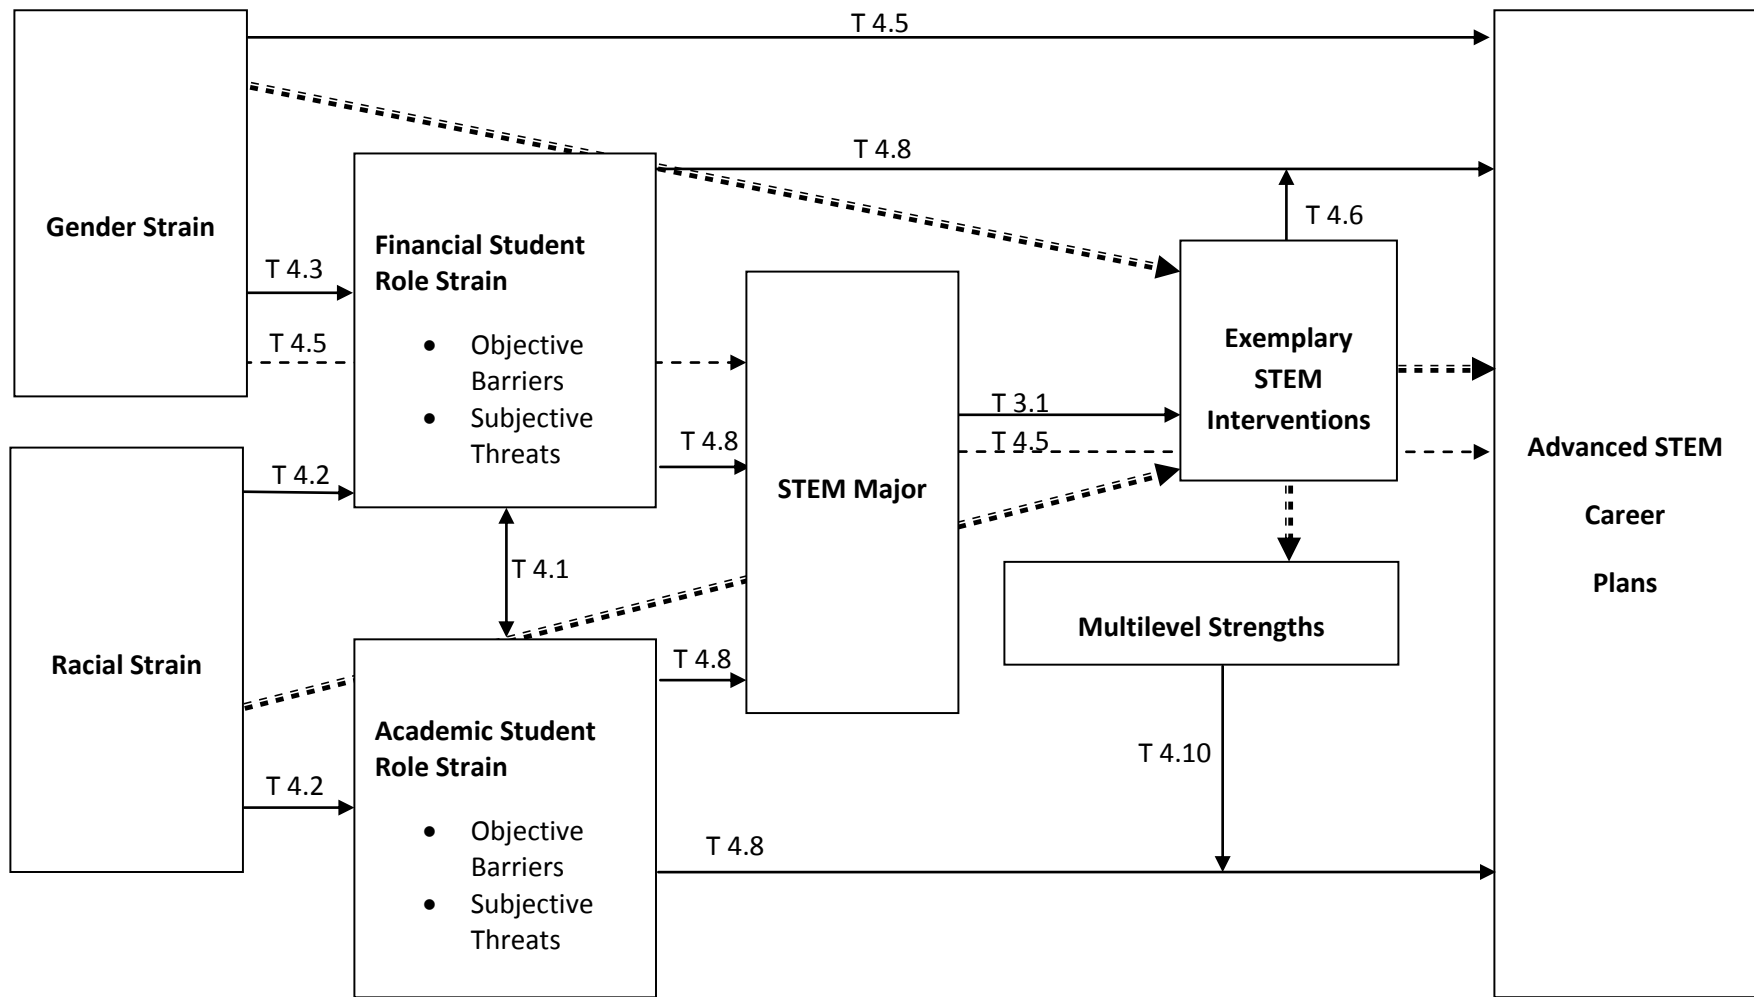 T 4.5
T 4.8
T 4.6
Gender Strain
T 4.3
T 4.5
Financial Student
Role Strain
• Objective
Barriers
• Subjective
Threats
T 4.2
T 4.8
T 4.1
STEM Major
T 3.1
T 4.5
Exemplary
STEM
Interventions
Advanced STEM
Career
Plans
Multilevel Strengths
T 4.10
Racial Strain
T 4.2
T 4.8
Academic Student
Role Strain
• Objective
Barriers
• Subjective
Threats
T 4.8